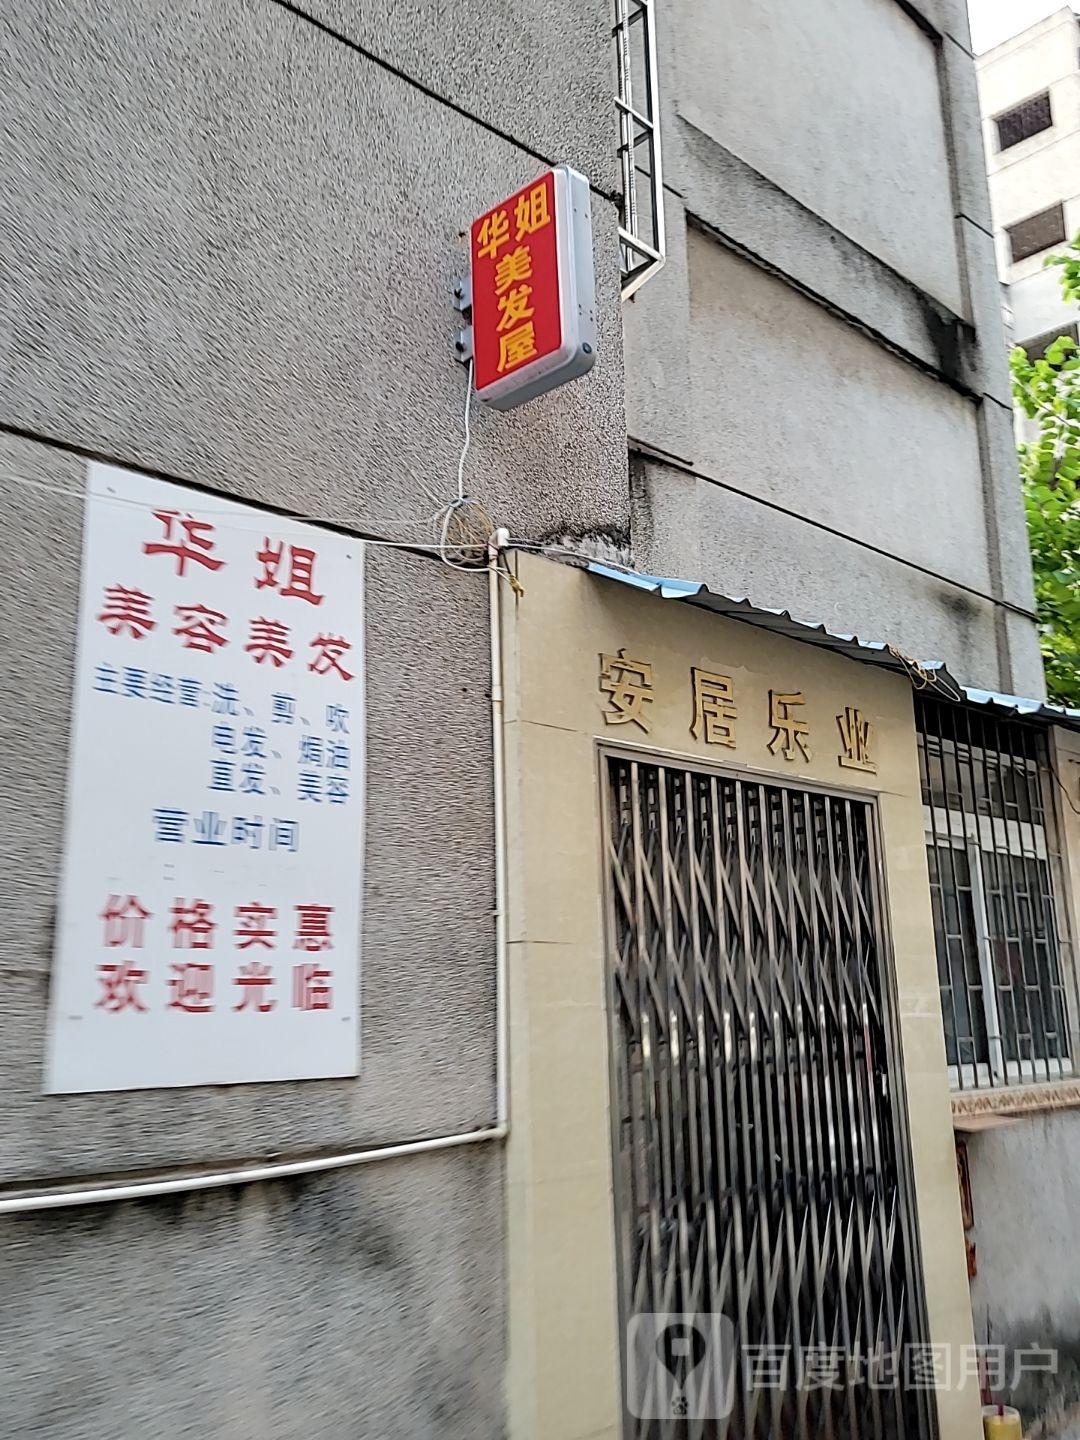 华姐
美发屋
华姐
美容美发
主要经营:洗、剪、吹
电发、焗油
直发、美容
营业时间
价格实惠
欢迎光临
安居乐业
百度地图用户